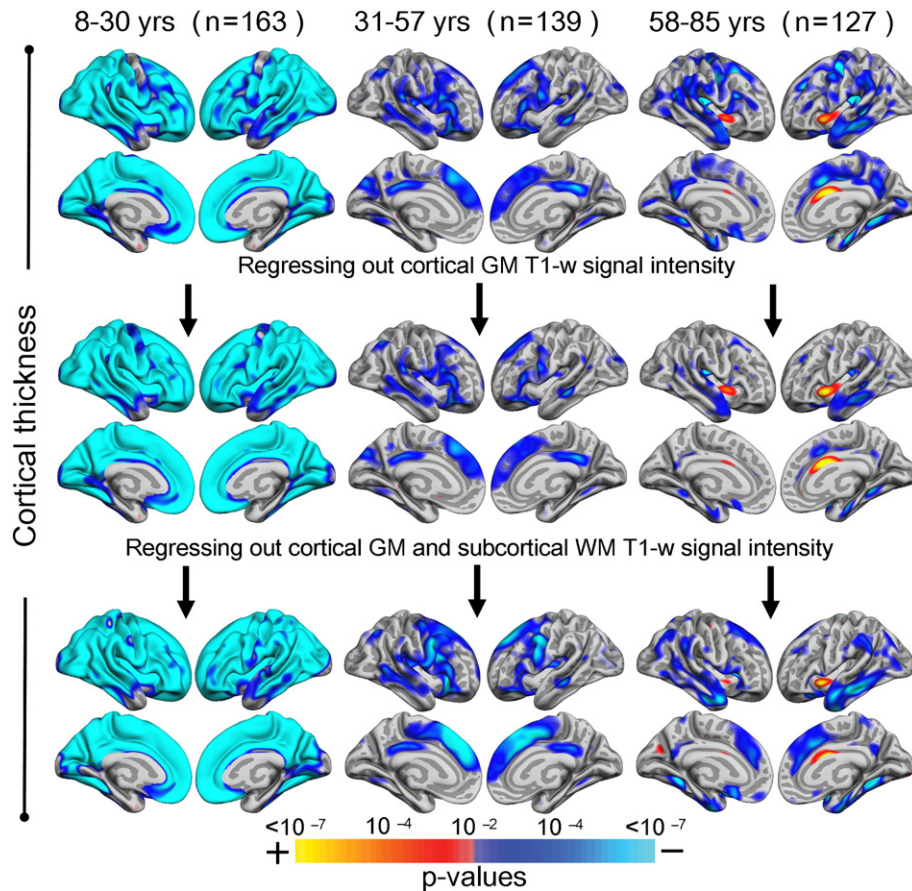 8-30 yrs (n=163) 31-57 yrs (n=139) 58-85 yrs (n=127)
Regressing out cortical GM T1-w signal intensity
Cortical thickness
Regressing out cortical GM and subcortical WM T1-w signal intensity
<10⁻⁷ 10⁻⁴ 10⁻² 10⁻⁴ <10⁻⁷
+ −
p-values